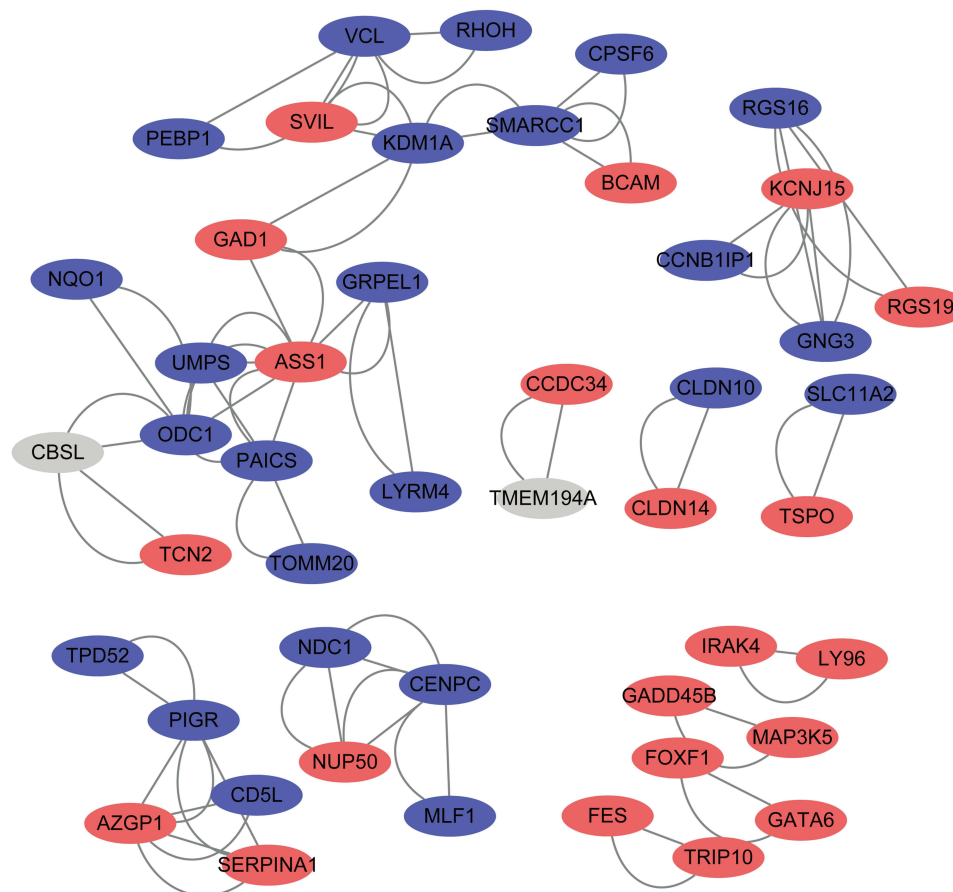 VCL
RHOH
CPSF6
RGS16
SVIL
SMARCC1
PEBP1
KDM1A
BCAM
KCNJ15
GAD1
CCNB1IP1
NQO1
GRPEL1
RGS19
GNG3
UMPS
ASS1
CCDC34
CLDN10
SLC11A2
ODC1
CBSL
PAICS
LYRM4
TMEM194A
CLDN14
TSPO
TCN2
TOMM20
TPD52
NDC1
IRAK4
LY96
CENPC
GADD45B
PIGR
MAP3K5
NUP50
FOXF1
CD5L
AZGP1
MLF1
FES
GATA6
SERPINA1
TRIP10